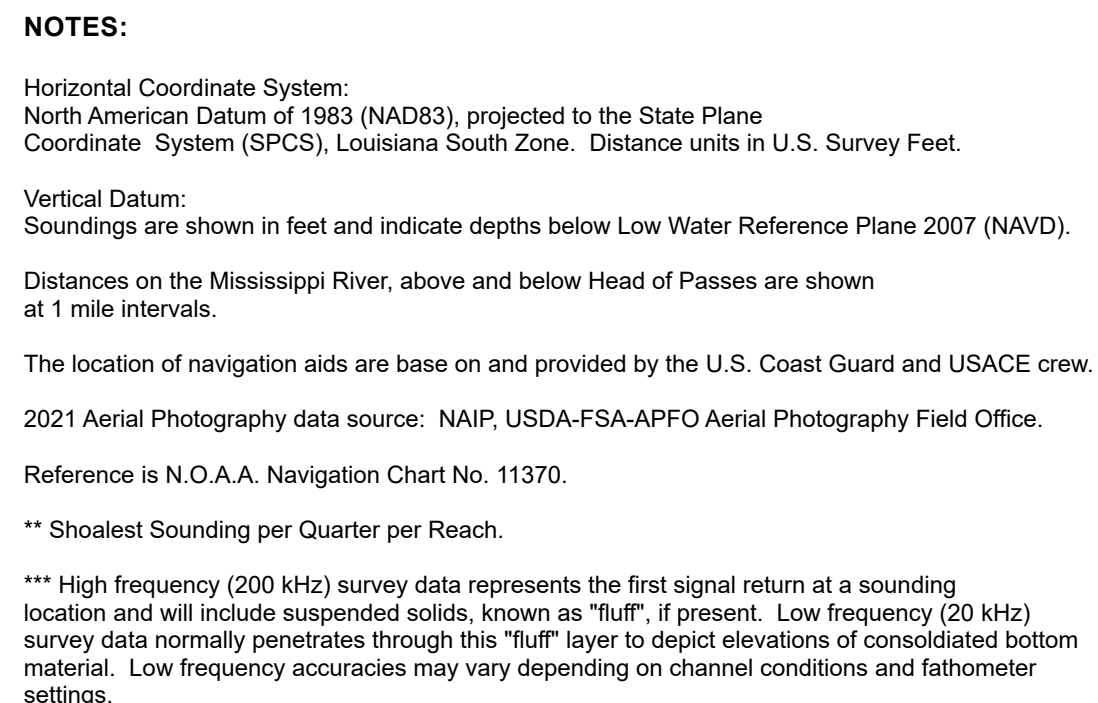 NOTES:
Horizontal Coordinate System:
North American Datum of 1983 (NAD83), projected to the State Plane
Coordinate  System (SPCS), Louisiana South Zone.  Distance units in U.S. Survey Feet.
Vertical Datum:
Soundings are shown in feet and indicate depths below Low Water Reference Plane 2007 (NAVD).
Distances on the Mississippi River, above and below Head of Passes are shown
at 1 mile intervals.
The location of navigation aids are base on and provided by the U.S. Coast Guard and USACE crew.
2021 Aerial Photography data source:  NAIP, USDA-FSA-APFO Aerial Photography Field Office.
Reference is N.O.A.A. Navigation Chart No. 11370.
** Shoalest Sounding per Quarter per Reach.
*** High frequency (200 kHz) survey data represents the first signal return at a sounding
location and will include suspended solids, known as "fluff", if present.  Low frequency (20 kHz)
survey data normally penetrates through this "fluff" layer to depict elevations of consoldiated bottom
material.  Low frequency accuracies may vary depending on channel conditions and fathometer
settings.